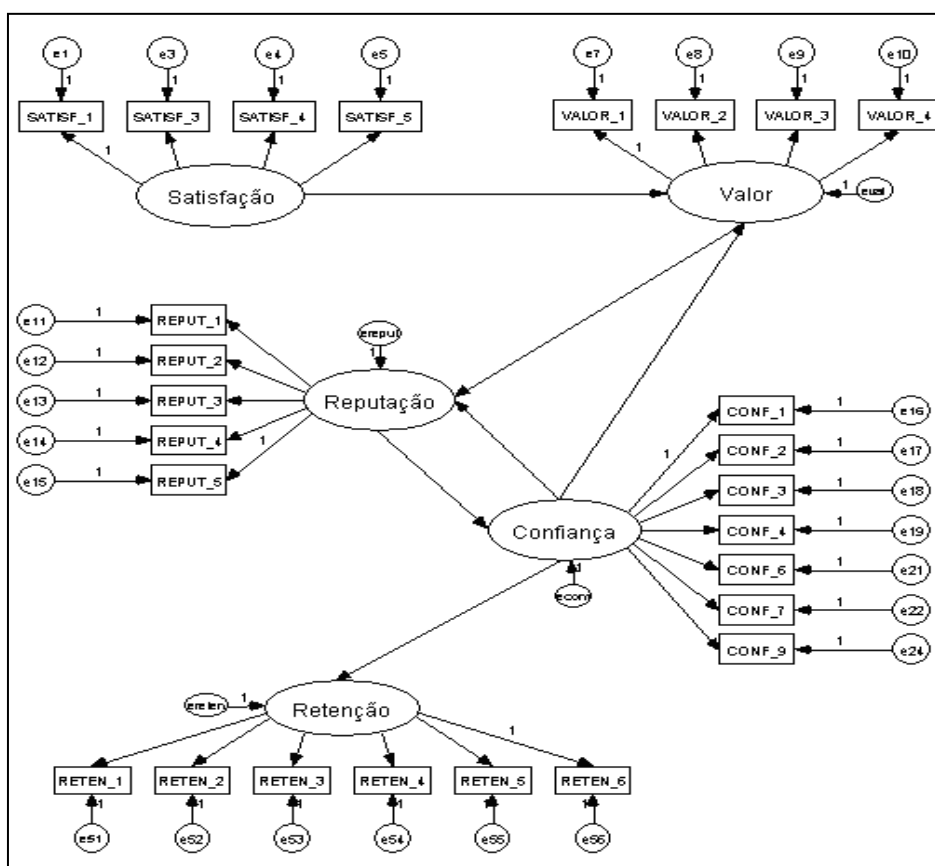 e1 e3 e4 e5 e7 e8 e9 e10
1 1 1 1 1 1 1 1
SATISF_1 SATISF_3 SATISF_4 SATISF_5 VALOR_1 VALOR_2 VALOR_3 VALOR_4
1 1
Satisfação Valor 1
e11 1 REPUT_1
ereput
e12 1 REPUT_2 1
e13 1 REPUT_3 Reputação
e14 1 REPUT_4 1
e15 1 REPUT_5
CONF_1 1 e16
1 CONF_2 1 e17
CONF_3 1 e18
Confiança CONF_4 1 e19
1 CONF_6 1 e21
econf
CONF_7 1 e22
CONF_9 1 e24
1 Retenção
1
RETEN_1 RETEN_2 RETEN_3 RETEN_4 RETEN_5 RETEN_6
1 1 1 1 1 1
e51 e52 e53 e54 e55 e56